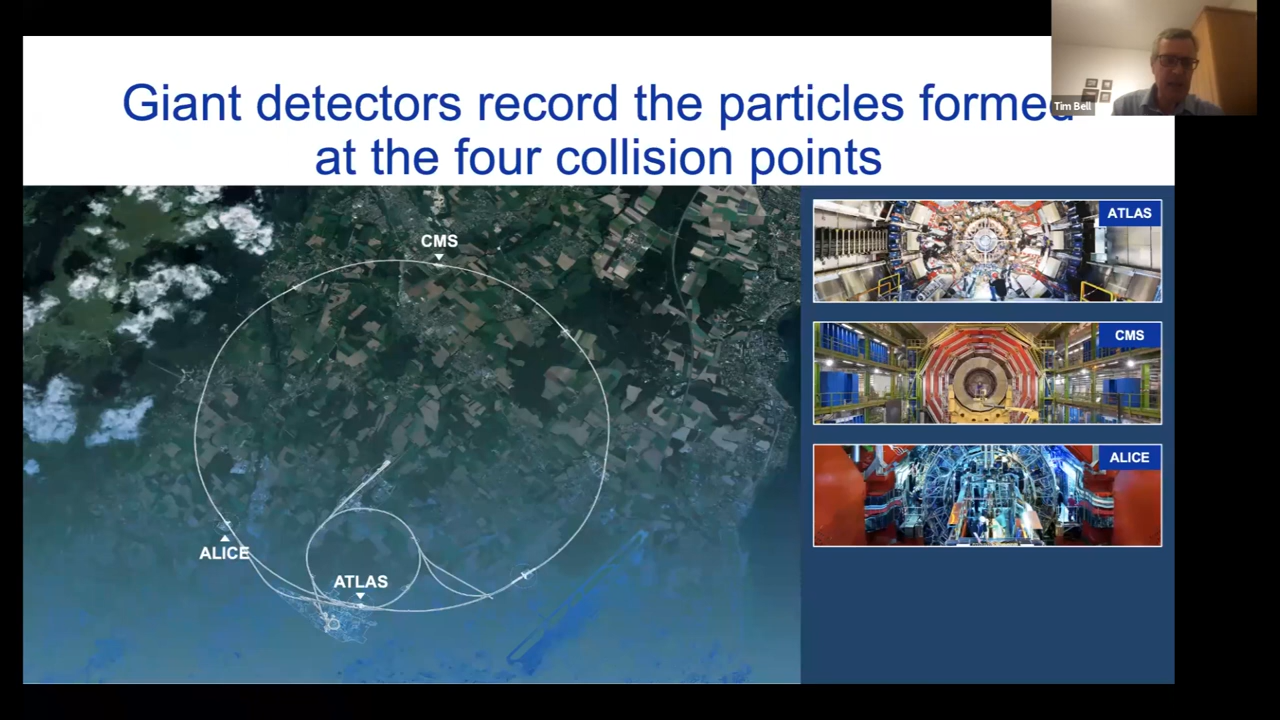 Giant detectors record the particles formed
at the four collision points
Tim Bell
CMS
ALICE
ATLAS
ATLAS
CMS
ALICE